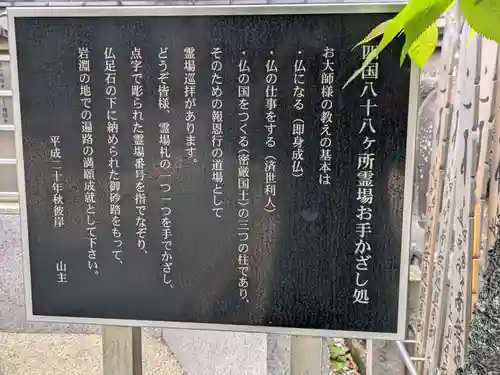 四国八十八ヶ所霊場お手かざし処
お大師様の教えの基本は
・仏になる（即身成仏）
・仏の仕事をする（済世利人）
・仏の国をつくる（密厳国土）の三つの柱であり、
そのための報恩行の道場として
霊場巡拝があります。
どうぞ皆様 霊場札の一つ一つを手でかざし、
点字で彫られた霊場番号を指でなぞり、
仏足石の下に納められた御砂踏をもって、
岩淵の地での遍路の満願成就として下さい。
平成二十年秋彼岸 山主